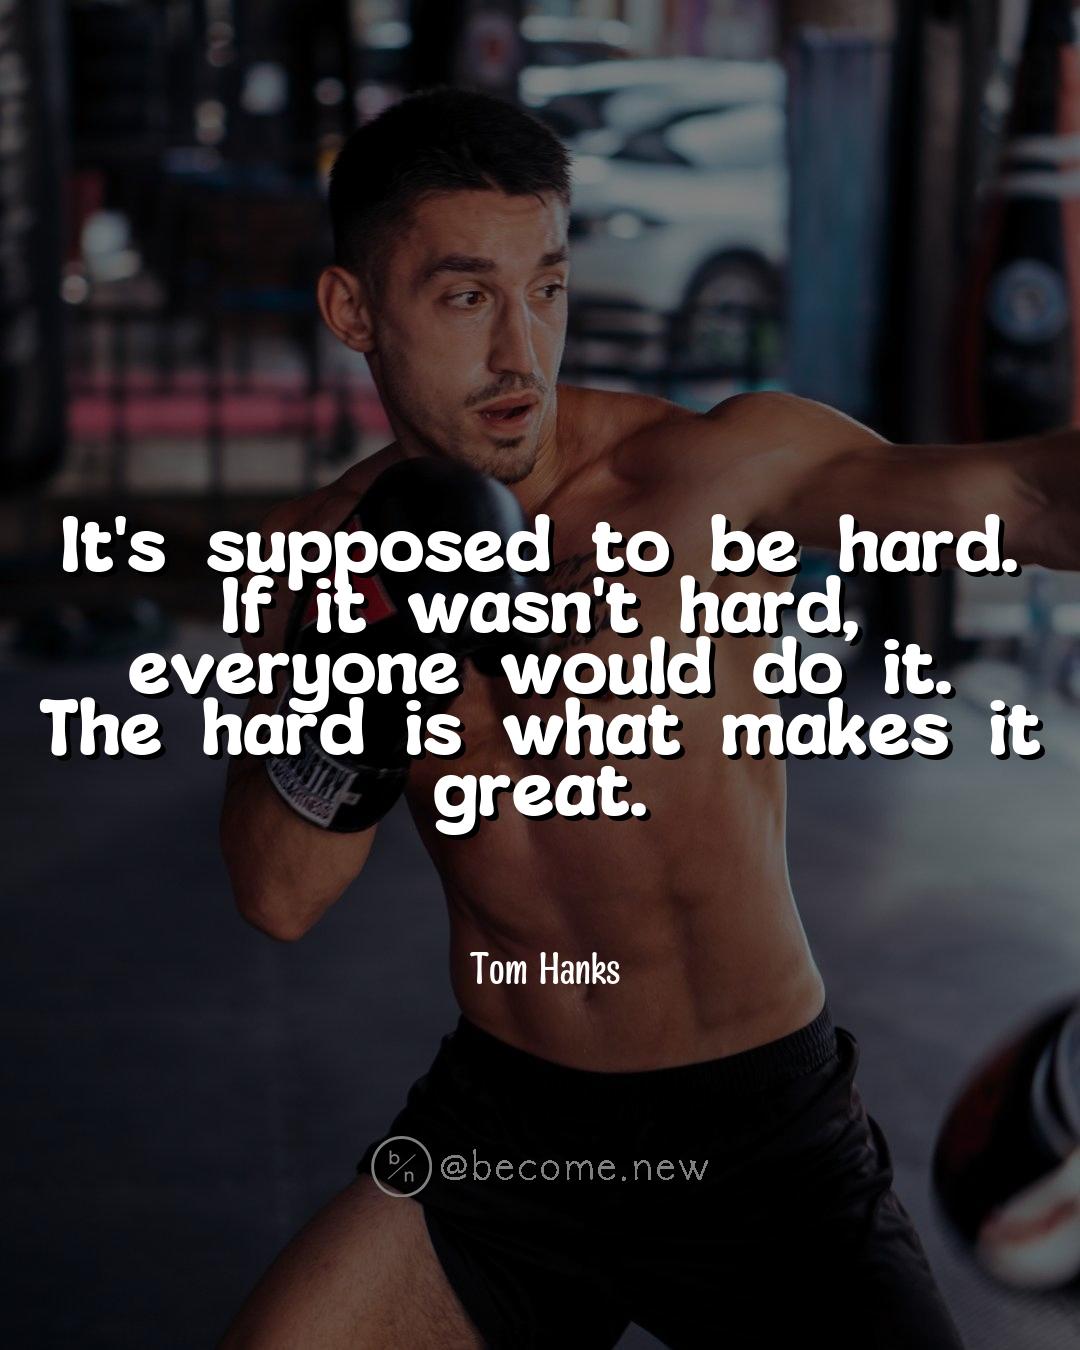 It's supposed to be hard.
If it wasn't hard,
everyone would do it.
The hard is what makes it
great.
Tom Hanks
b/n @become.new